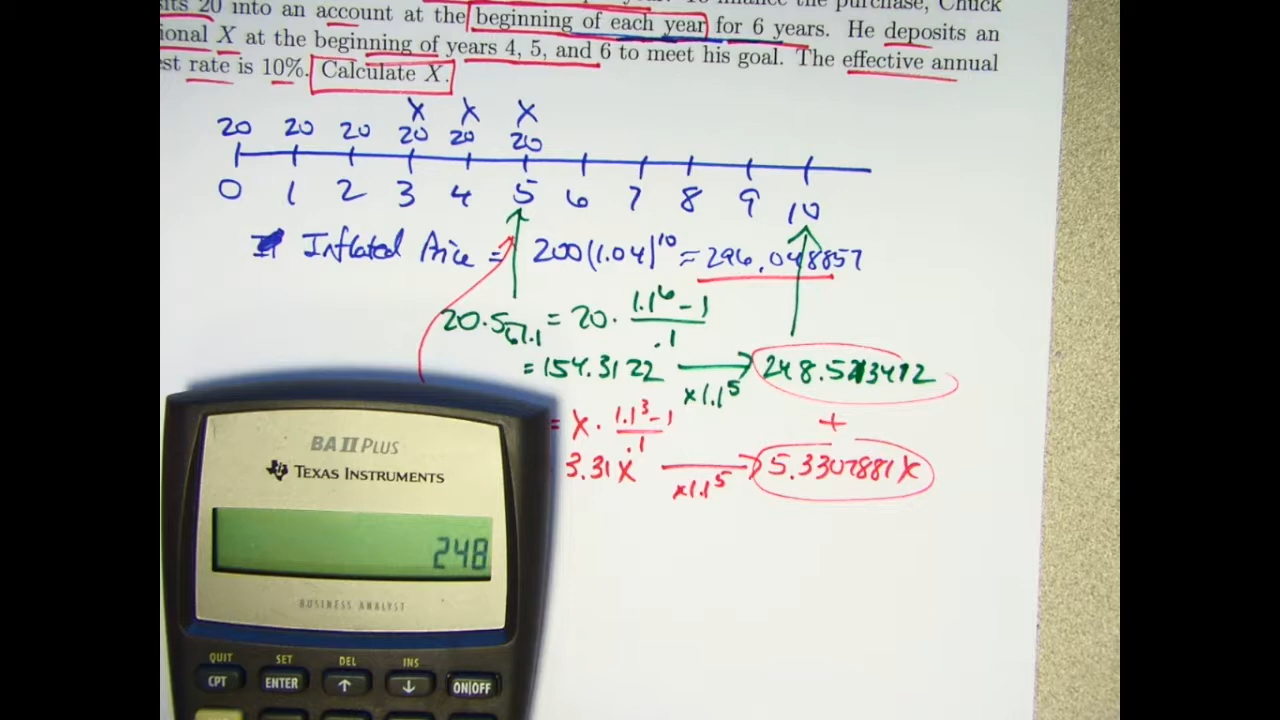 its 20 into an account at the beginning of each year for 6 years. He deposits an
ional X at the beginning of years 4, 5, and 6 to meet his goal. The effective annual
st rate is 10%. Calculate X.
X X X
20 20 20 20 20 20
0 1 2 3 4 5 6 7 8 9 10
Inflated Price = 200(1.04)^10 = 296.048857
20·S6⌉.1 = 20· (1.1^6 - 1)/.1
= 154.3122 → x1.1^5 248.5213412
+
= X· (1.1^3 - 1)/.1
3.31X → x1.1^5 5.3307881X
BA II PLUS
TEXAS INSTRUMENTS
248
BUSINESS ANALYST
QUIT SET DEL INS
CPT ENTER ↑ ↓ ON|OFF